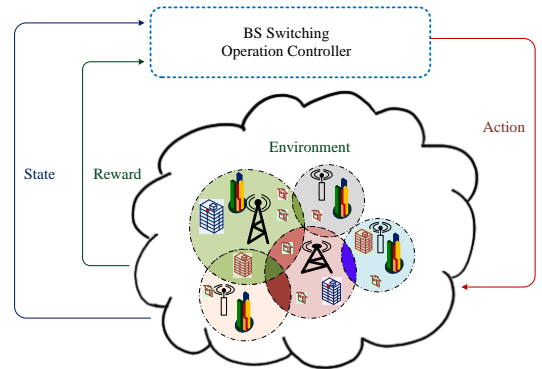 BS Switching
Operation Controller
Environment
Action
State
Reward